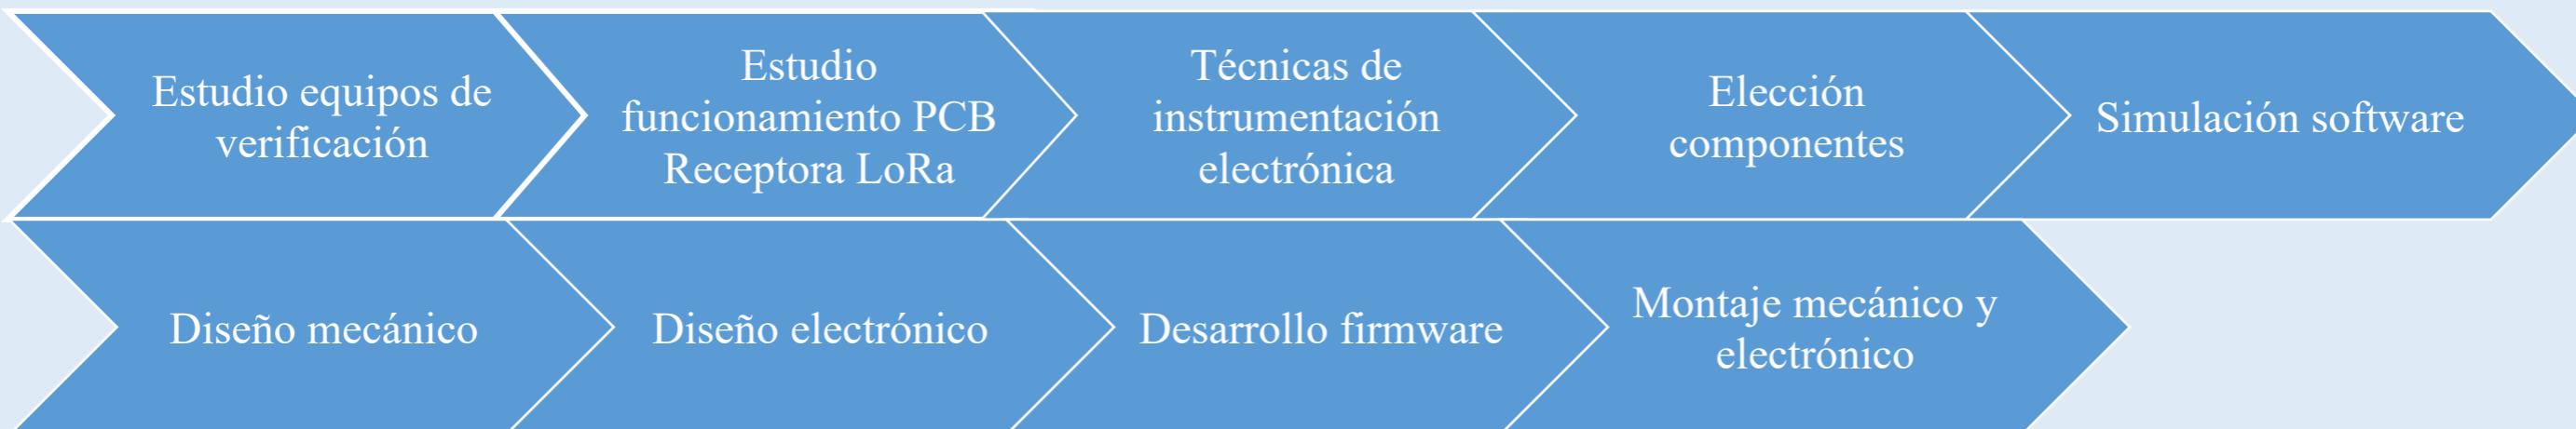 Estudio equipos de
verificación
Estudio
funcionamiento PCB
Receptora LoRa
Técnicas de
instrumentación
electrónica
Elección
componentes
Simulación software
Diseño mecánico
Diseño electrónico
Desarrollo firmware
Montaje mecánico y
electrónico